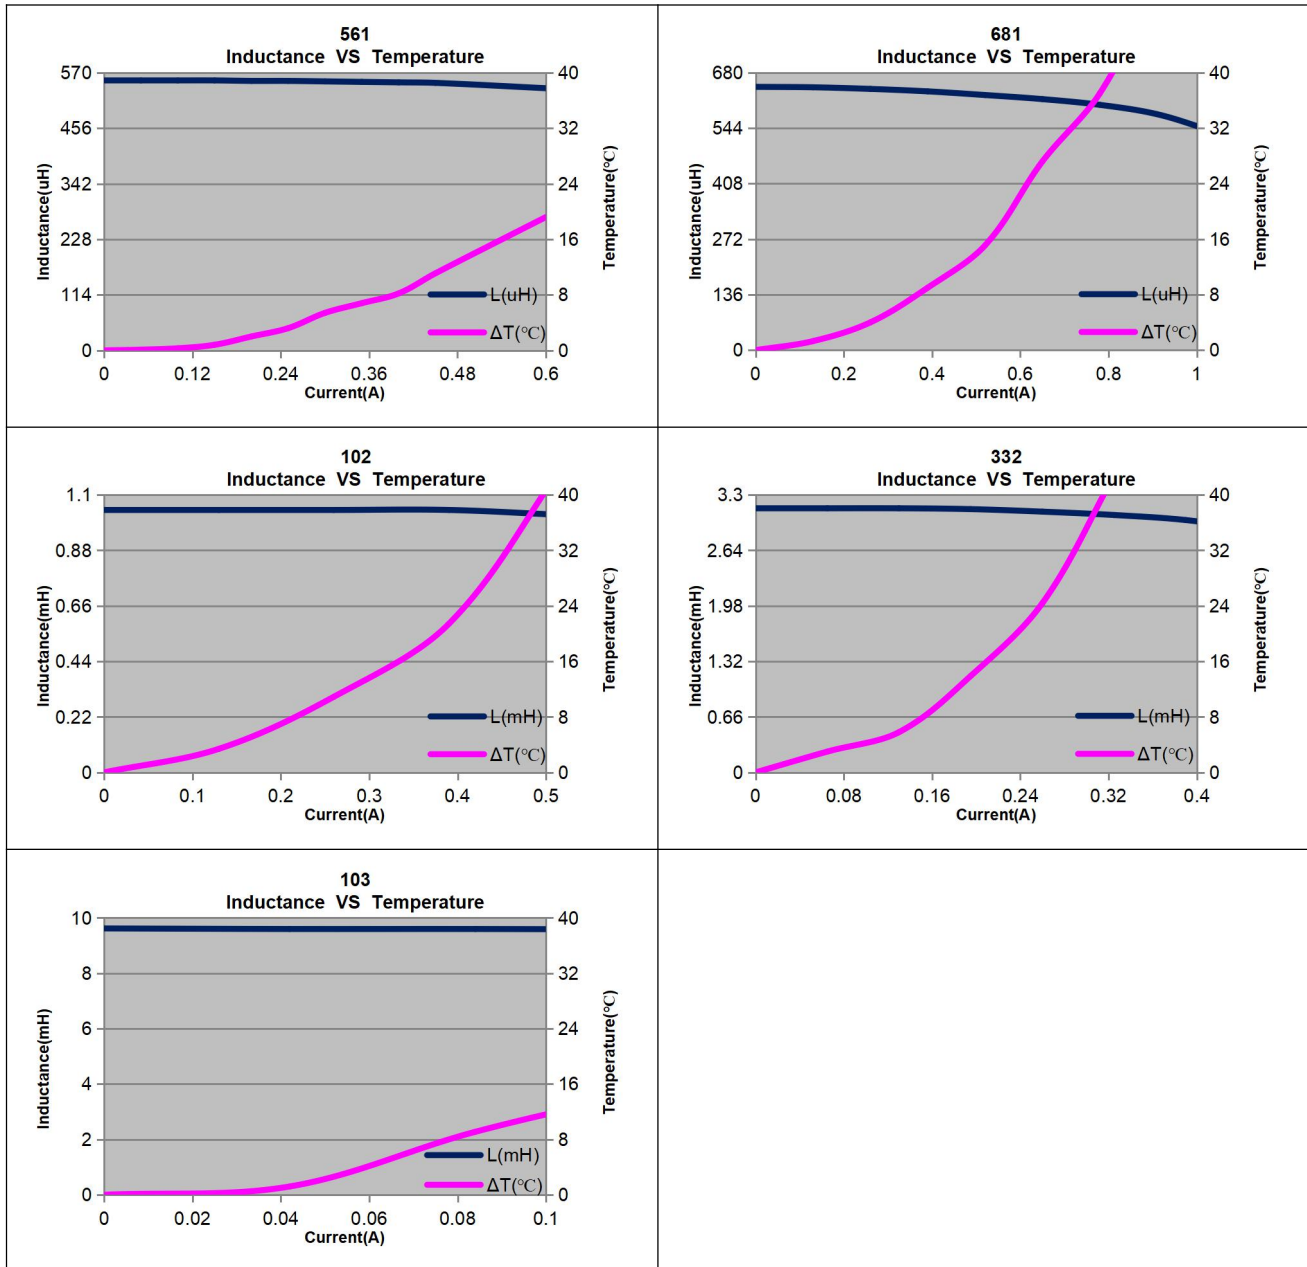 561
Inductance VS Temperature
570
456
342
228
114
0
Inductance(uH)
40
32
24
16
8
0
Temperature(℃)
L(uH)
ΔT(℃)
0 0.12 0.24 0.36 0.48 0.6
Current(A)
681
Inductance VS Temperature
680
544
408
272
136
0
Inductance(uH)
40
32
24
16
8
0
Temperature(℃)
L(uH)
ΔT(℃)
0 0.2 0.4 0.6 0.8 1
Current(A)
102
Inductance VS Temperature
1.1
0.88
0.66
0.44
0.22
0
Inductance(mH)
40
32
24
16
8
0
Temperature(℃)
L(mH)
ΔT(℃)
0 0.1 0.2 0.3 0.4 0.5
Current(A)
332
Inductance VS Temperature
3.3
2.64
1.98
1.32
0.66
0
Inductance(mH)
40
32
24
16
8
0
Temperature(℃)
L(mH)
ΔT(℃)
0 0.08 0.16 0.24 0.32 0.4
Current(A)
103
Inductance VS Temperature
10
8
6
4
2
0
Inductance(mH)
40
32
24
16
8
0
Temperature(℃)
L(mH)
ΔT(℃)
0 0.02 0.04 0.06 0.08 0.1
Current(A)